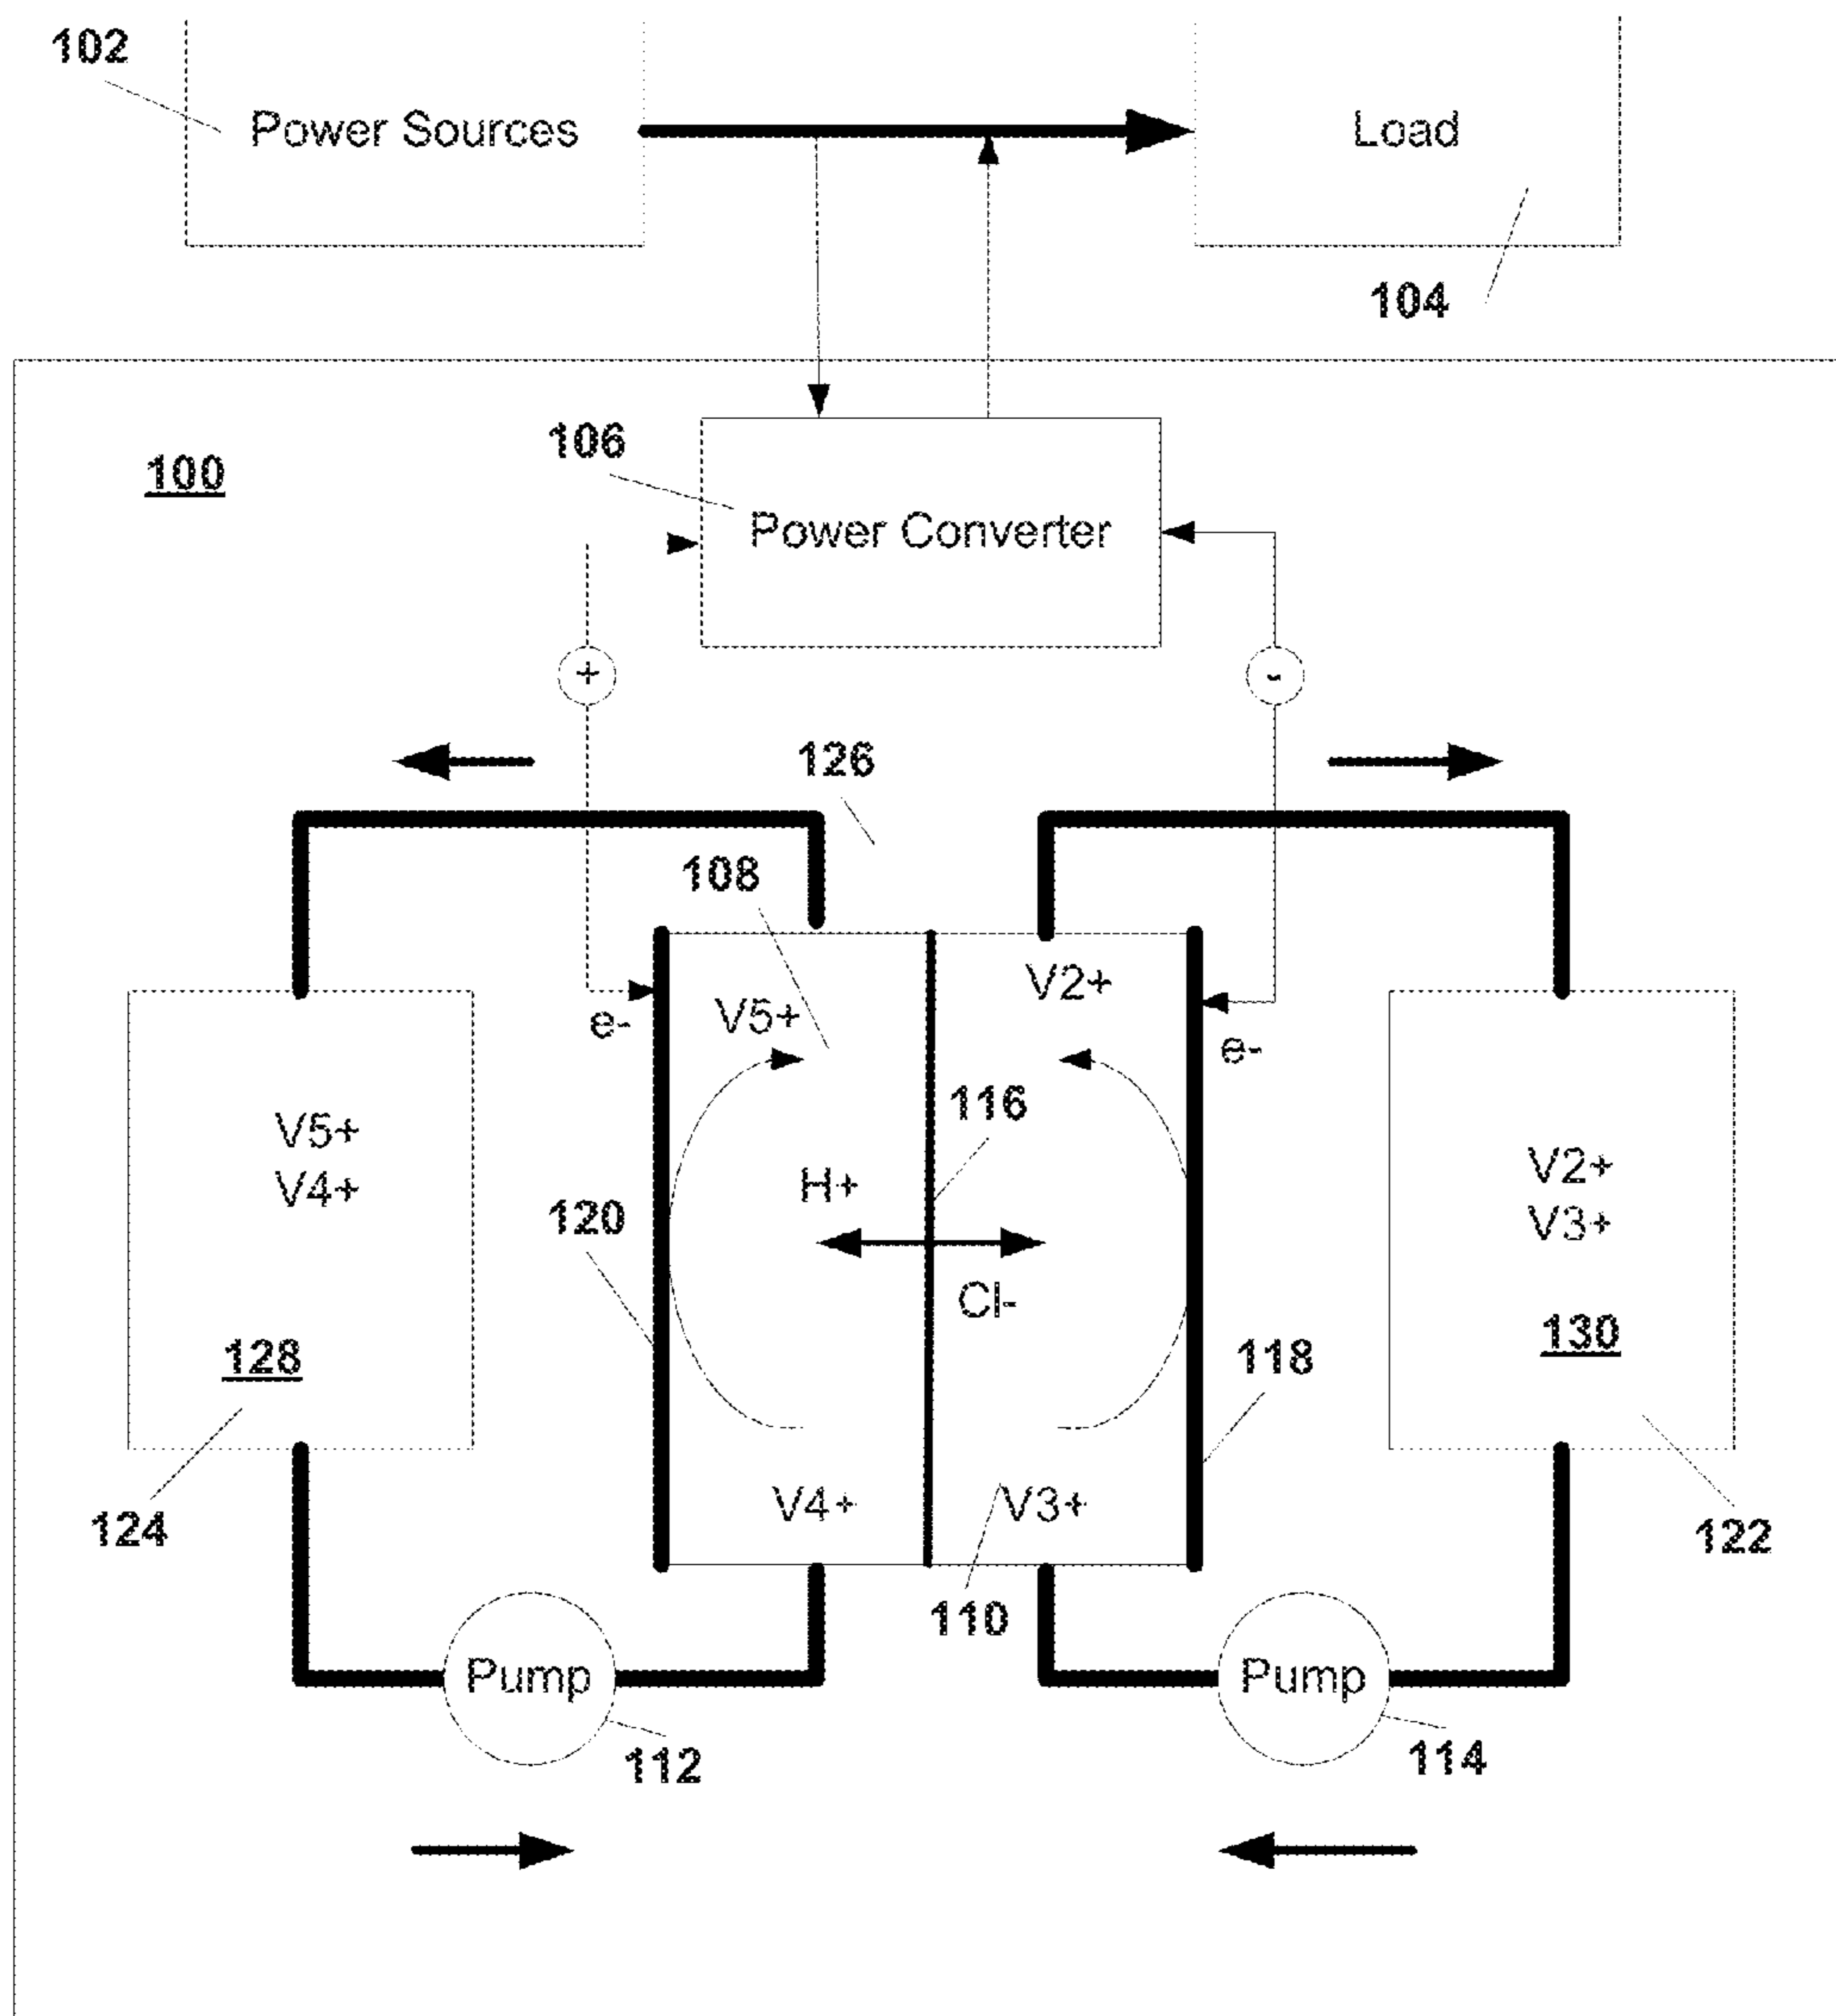 102
Power Sources
Load
104
100
106
Power Converter
+
-
126
108
V5+
V2+
e-
e-
116
V5+
V4+
H+
V2+
V3+
120
Cl-
128
130
118
124
V4+
V3+
122
110
Pump
Pump
112
114